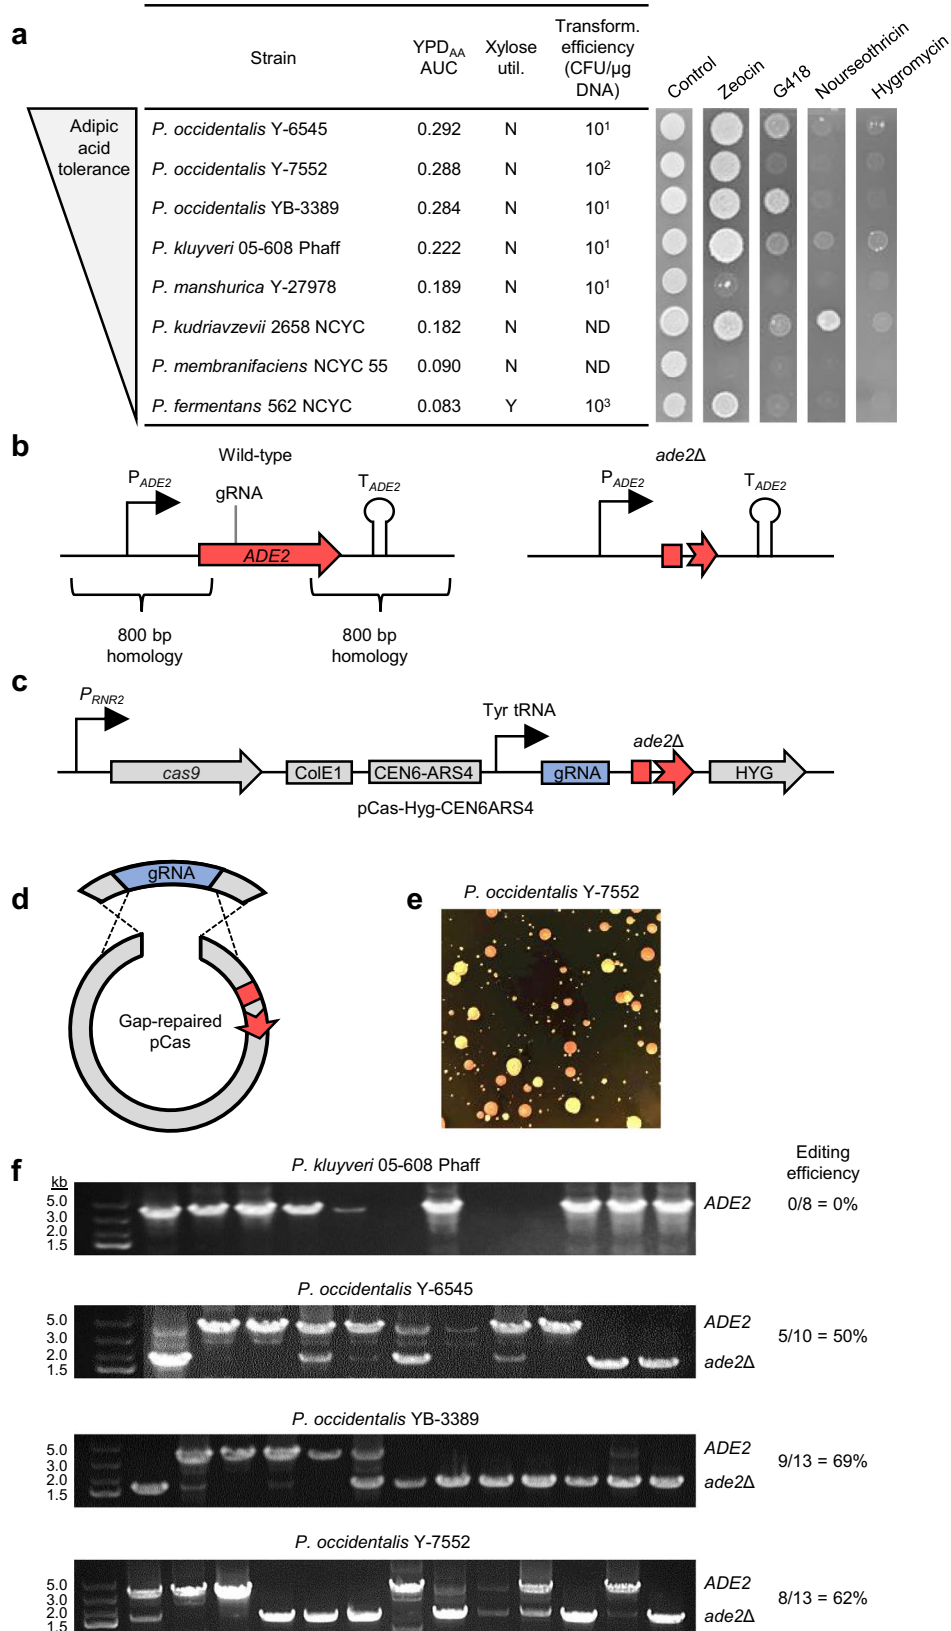 a
Strain
YPD_AA AUC
Xylose util.
Transform. efficiency (CFU/µg DNA)
Control
Zeocin
G418
Nourseothricin
Hygromycin
Adipic acid tolerance
P. occidentalis Y-6545 0.292 N 10¹
P. occidentalis Y-7552 0.288 N 10²
P. occidentalis YB-3389 0.284 N 10¹
P. kluyveri 05-608 Phaff 0.222 N 10¹
P. manshurica Y-27978 0.189 N 10¹
P. kudriavzevii 2658 NCYC 0.182 N ND
P. membranifaciens NCYC 55 0.090 N ND
P. fermentans 562 NCYC 0.083 Y 10³
b
Wild-type
P_ADE2
gRNA
T_ADE2
ADE2
800 bp homology
800 bp homology
ade2Δ
P_ADE2
T_ADE2
c
P_RNR2
Tyr tRNA
ade2Δ
cas9
ColE1
CEN6-ARS4
gRNA
HYG
pCas-Hyg-CEN6ARS4
d
gRNA
Gap-repaired pCas
e
P. occidentalis Y-7552
f
P. kluyveri 05-608 Phaff
Editing efficiency
kb
5.0
3.0
2.0
1.5
ADE2
0/8 = 0%
P. occidentalis Y-6545
5.0
3.0
2.0
1.5
ADE2
ade2Δ
5/10 = 50%
P. occidentalis YB-3389
5.0
3.0
2.0
1.5
ADE2
ade2Δ
9/13 = 69%
P. occidentalis Y-7552
5.0
3.0
2.0
1.5
ADE2
ade2Δ
8/13 = 62%